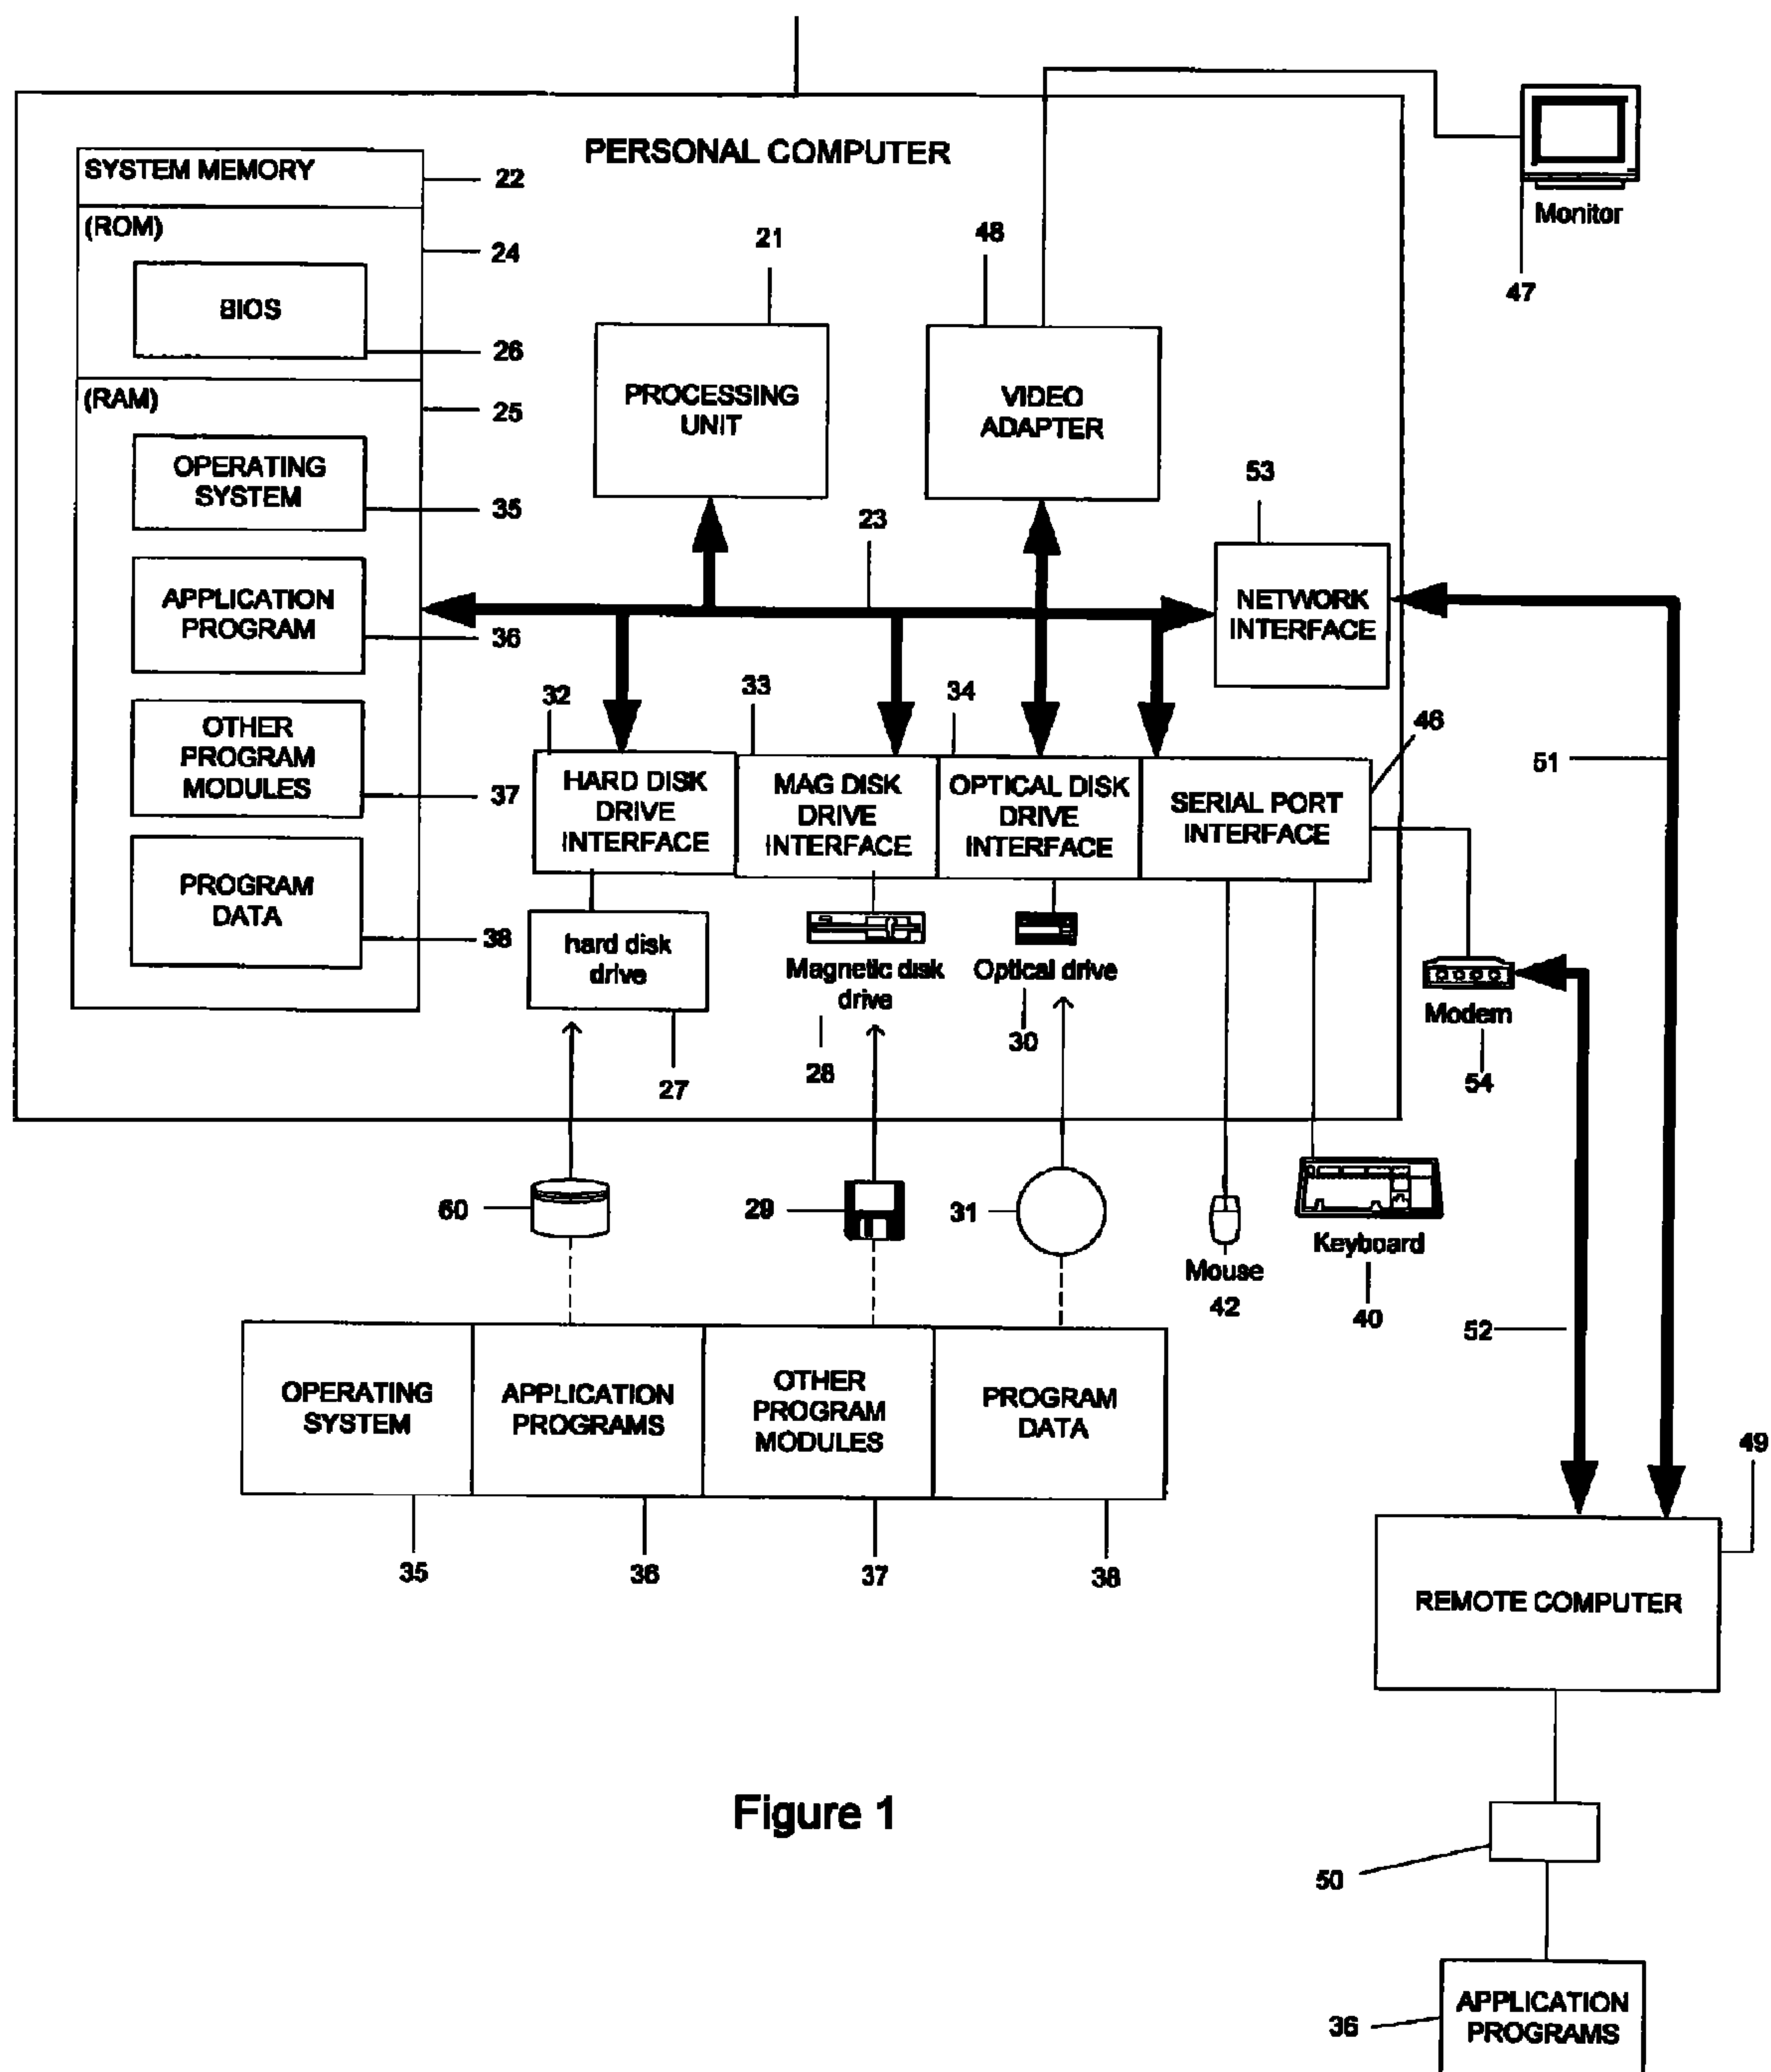 PERSONAL COMPUTER
SYSTEM MEMORY
22
(ROM)
24
BIOS
26
(RAM)
25
OPERATING
SYSTEM
35
APPLICATION
PROGRAM
36
OTHER
PROGRAM
MODULES
37
PROGRAM
DATA
38
21
PROCESSING
UNIT
48
VIDEO
ADAPTER
Monitor
47
23
53
NETWORK
INTERFACE
32
HARD DISK
DRIVE
INTERFACE
33
MAG DISK
DRIVE
INTERFACE
34
OPTICAL DISK
DRIVE
INTERFACE
46
SERIAL PORT
INTERFACE
51
hard disk
drive
27
Magnetic disk
drive
28
Optical drive
30
Modem
54
60
29
31
Mouse
42
Keyboard
40
52
OPERATING
SYSTEM
35
APPLICATION
PROGRAMS
36
OTHER
PROGRAM
MODULES
37
PROGRAM
DATA
38
49
REMOTE COMPUTER
Figure 1
50
36
APPLICATION
PROGRAMS